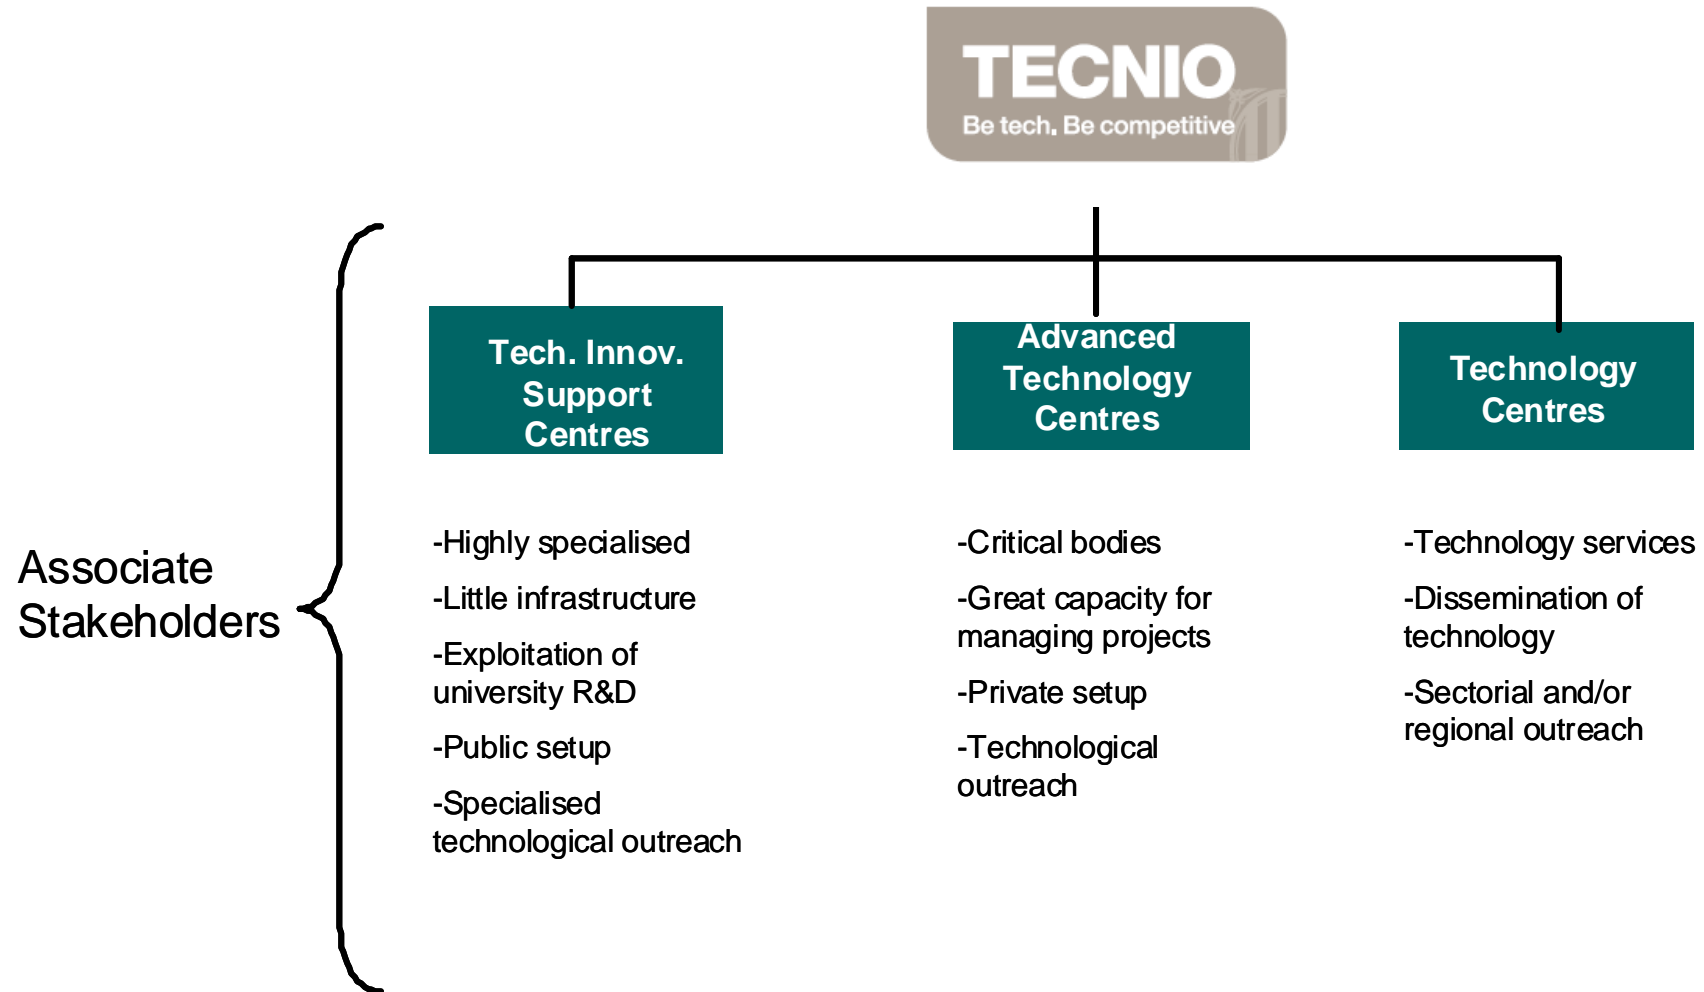 TECNIO
Be tech. Be competitive
Associate
Stakeholders
Tech. Innov.
Support
Centres
-Highly specialised
-Little infrastructure
-Exploitation of
university R&D
-Public setup
-Specialised
technological outreach
Advanced
Technology
Centres
-Critical bodies
-Great capacity for
managing projects
-Private setup
-Technological
outreach
Technology
Centres
-Technology services
-Dissemination of
technology
-Sectorial and/or
regional outreach